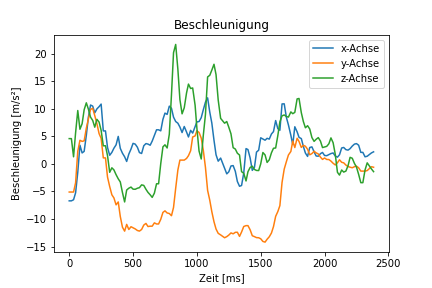 Beschleunigung
x-Achse
y-Achse
z-Achse
Beschleunigung [m/s²]
20
15
10
5
0
−5
−10
−15
0 500 1000 1500 2000 2500
Zeit [ms]